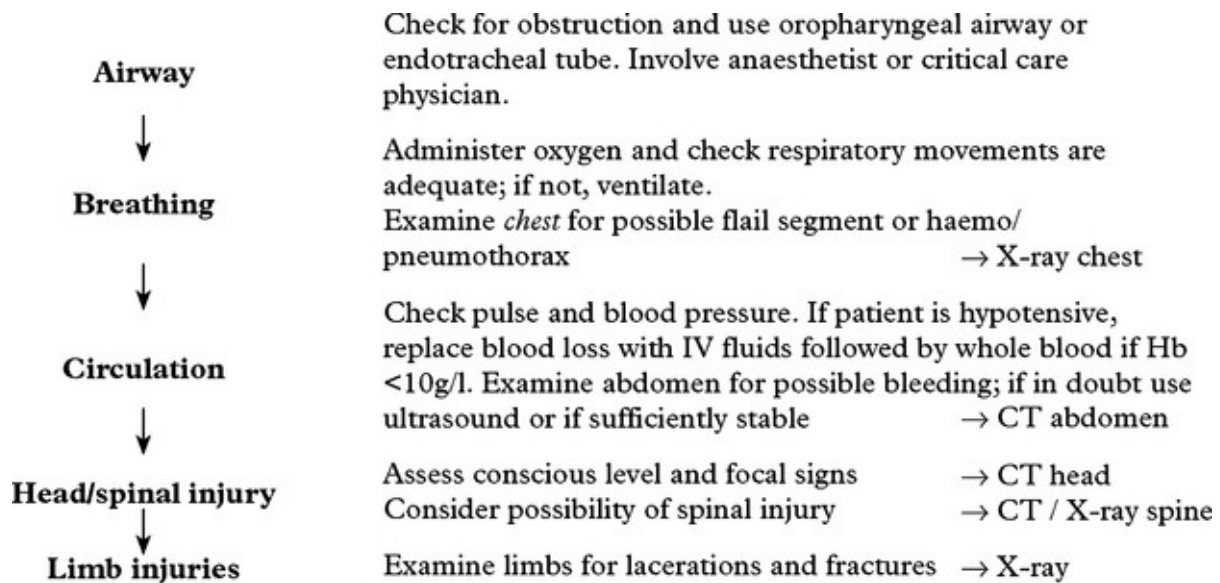 Airway
Check for obstruction and use oropharyngeal airway or
endotracheal tube. Involve anaesthetist or critical care
physician.
Breathing
Administer oxygen and check respiratory movements are
adequate; if not, ventilate.
Examine chest for possible flail segment or haemo/
pneumothorax → X-ray chest
Circulation
Check pulse and blood pressure. If patient is hypotensive,
replace blood loss with IV fluids followed by whole blood if Hb
<10g/l. Examine abdomen for possible bleeding; if in doubt use
ultrasound or if sufficiently stable → CT abdomen
Head/spinal injury
Assess conscious level and focal signs → CT head
Consider possibility of spinal injury → CT / X-ray spine
Limb injuries
Examine limbs for lacerations and fractures → X-ray